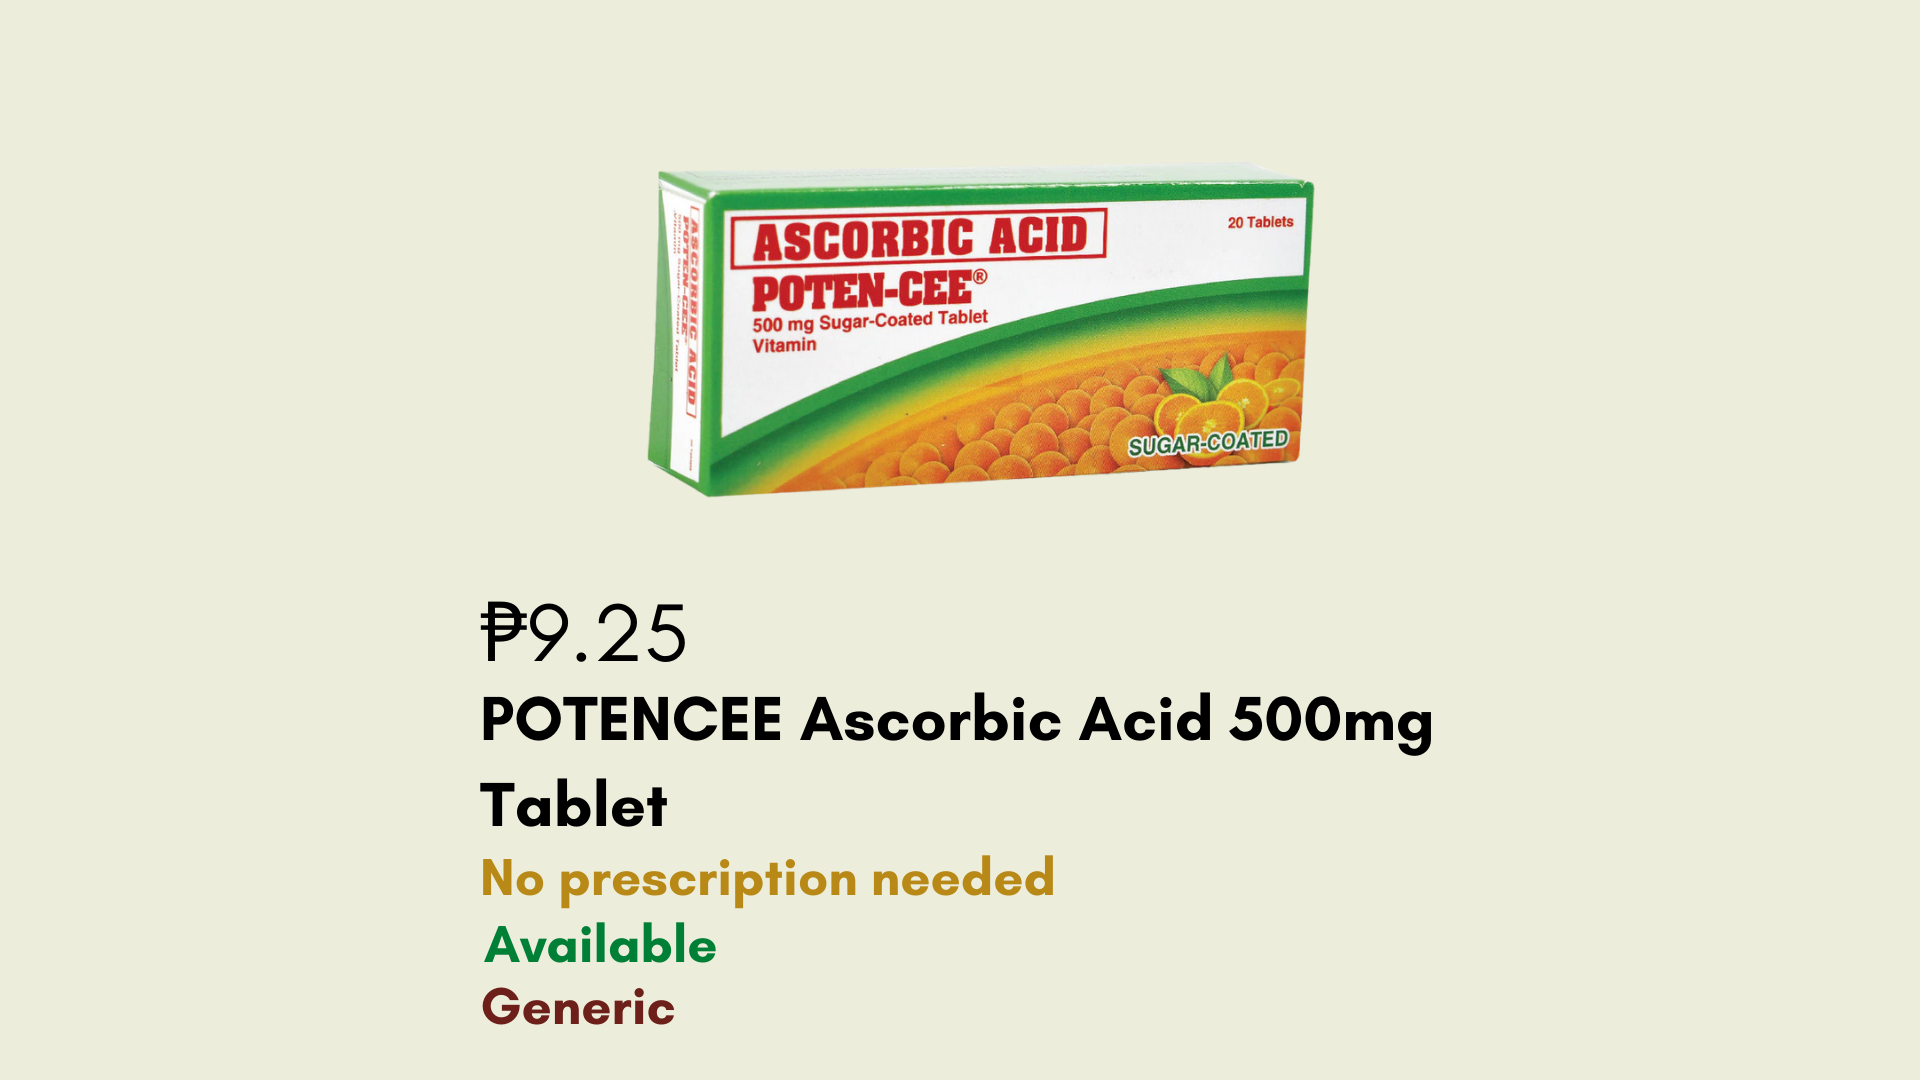 ASCORBIC ACID
POTEN-CEE®
500 mg Sugar-Coated Tablet
Vitamin
20 Tablets
SUGAR-COATED
ASCORBIC ACID
POTEN-CEE
₱9.25
POTENCEE Ascorbic Acid 500mg
Tablet
No prescription needed
Available
Generic